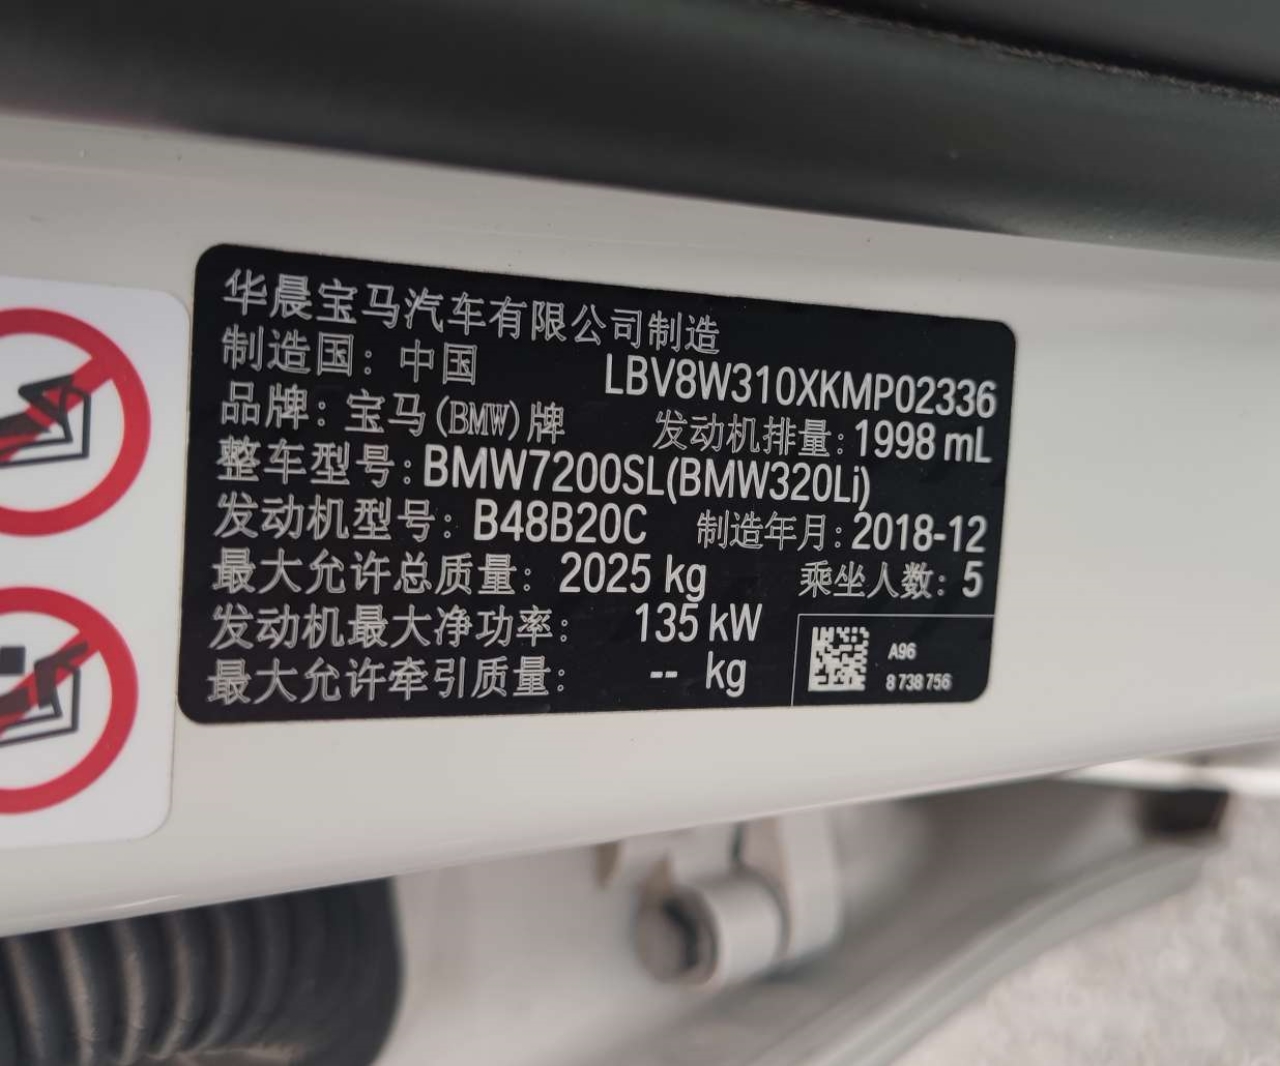 华晨宝马汽车有限公司制造
制造国：中国 LBV8W310XKMP02336
品牌：宝马(BMW)牌 发动机排量：1998 mL
整车型号：BMW7200SL(BMW320Li)
发动机型号：B48B20C 制造年月：2018-12
最大允许总质量：2025 kg 乘坐人数：5
发动机最大净功率：135 kW
最大允许牵引质量：-- kg
A96
8 738 756